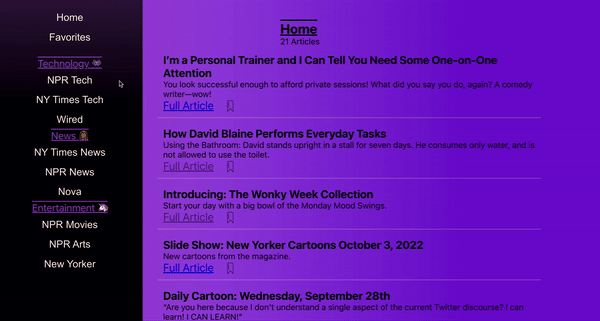 Home
Favorites
Technology 👾
NPR Tech
NY Times Tech
Wired
News
NY Times News
NPR News
Nova
Entertainment 🦄
NPR Movies
NPR Arts
New Yorker
Home
21 Articles
I'm a Personal Trainer and I Can Tell You Need Some One-on-One
Attention
You look successful enough to afford private sessions! What did you say you do, again? A comedy
writer—wow!
Full Article
How David Blaine Performs Everyday Tasks
Using the Bathroom: David stands upright in a stall for seven days. He consumes only water, and is
not allowed to use the toilet.
Full Article
Introducing: The Wonky Week Collection
Start your day with a big bowl of the Monday Mood Swings.
Full Article
Slide Show: New Yorker Cartoons October 3, 2022
New cartoons from the magazine.
Full Article
Daily Cartoon: Wednesday, September 28th
“Are you here because I don't understand a single aspect of the current Twitter discourse? I can
learn! I CAN LEARN!”